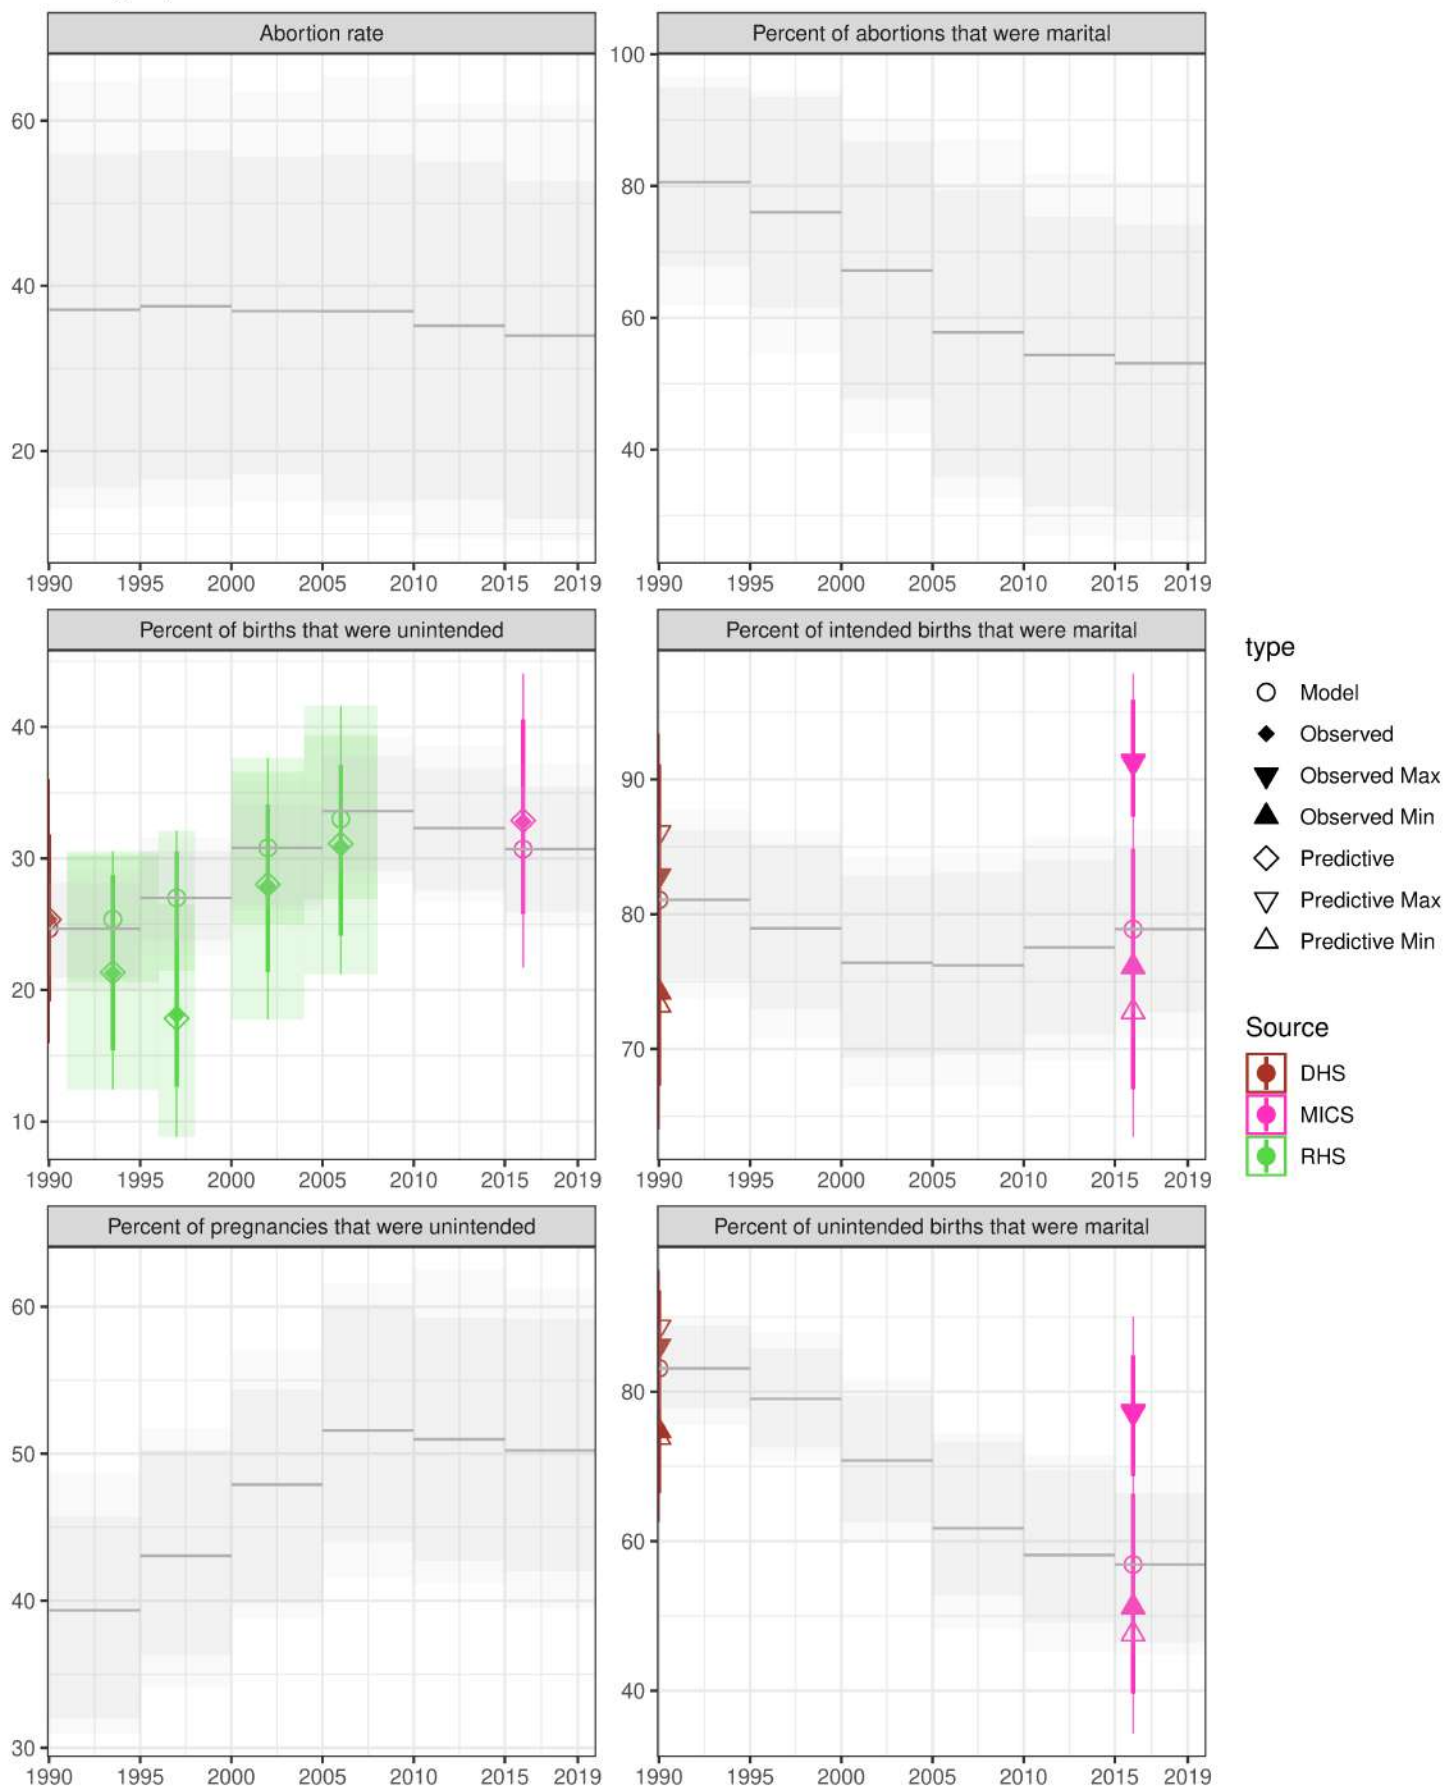 Abortion rate
Percent of abortions that were marital
60
40
20
100
80
60
40
1990 1995 2000 2005 2010 2015 2019
1990 1995 2000 2005 2010 2015 2019
Percent of births that were unintended
Percent of intended births that were marital
40
30
20
10
90
80
70
1990 1995 2000 2005 2010 2015 2019
1990 1995 2000 2005 2010 2015 2019
type
Model
Observed
Observed Max
Observed Min
Predictive
Predictive Max
Predictive Min
Source
DHS
MICS
RHS
Percent of pregnancies that were unintended
Percent of unintended births that were marital
60
50
40
30
80
60
40
1990 1995 2000 2005 2010 2015 2019
1990 1995 2000 2005 2010 2015 2019